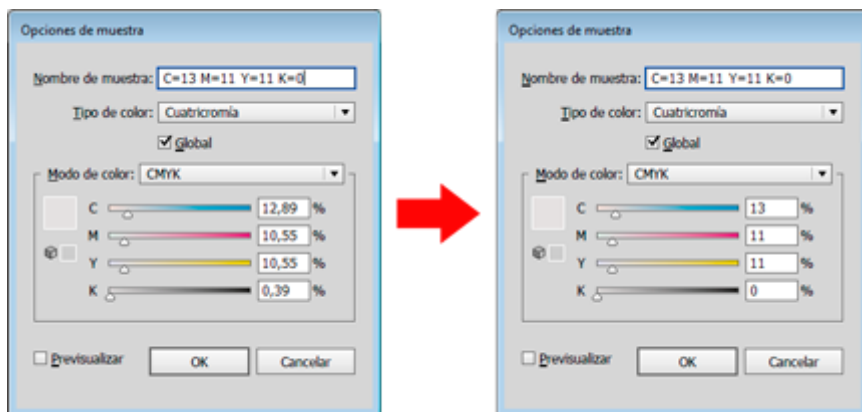 Opciones de muestra
Nombre de muestra: C=13 M=11 Y=11 K=0
Tipo de color: Cuatricromía
Global
Modo de color: CMYK
C 12,89 %
M 10,55 %
Y 10,55 %
K 0,39 %
Previsualizar OK Cancelar
Opciones de muestra
Nombre de muestra: C=13 M=11 Y=11 K=0
Tipo de color: Cuatricromía
Global
Modo de color: CMYK
C 13 %
M 11 %
Y 11 %
K 0 %
Previsualizar OK Cancelar